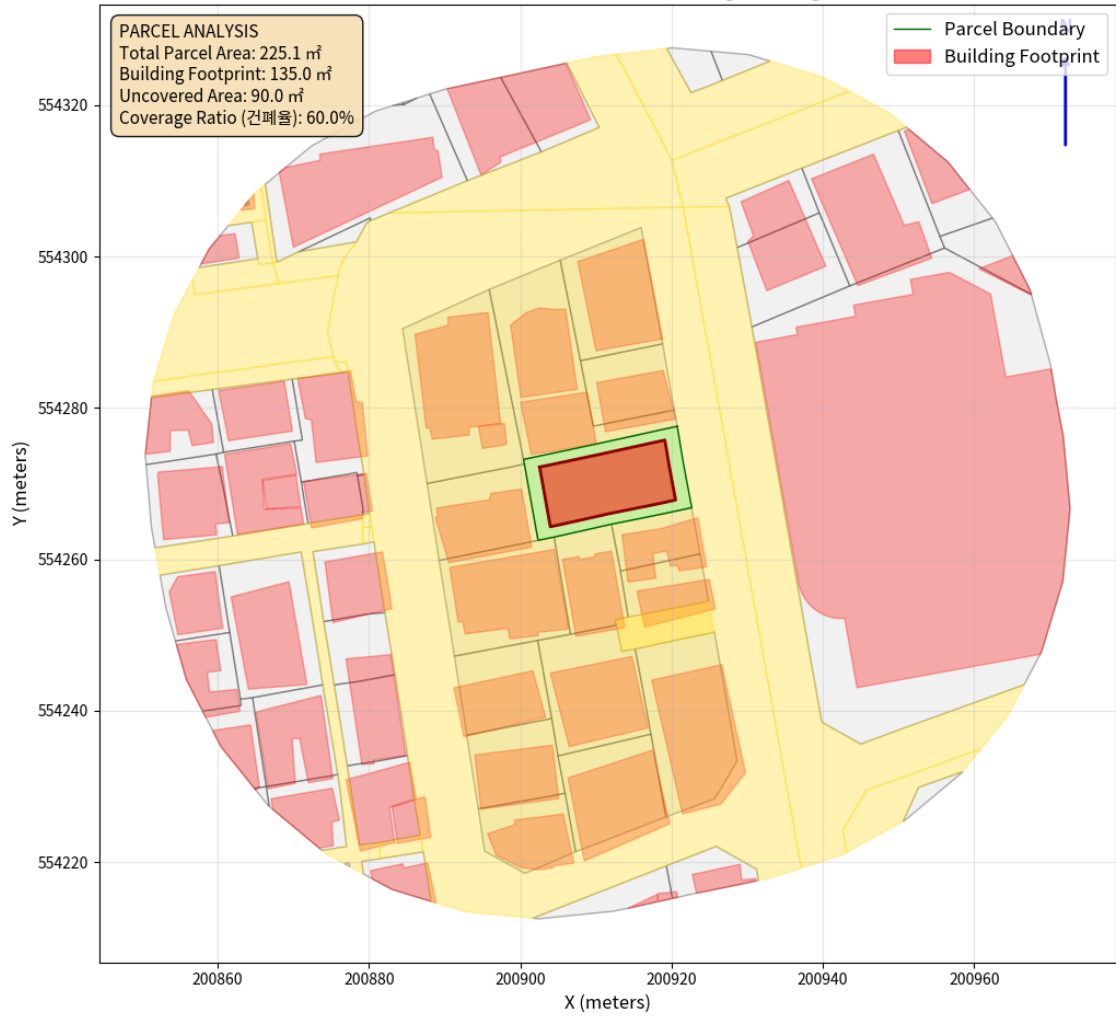 PARCEL ANALYSIS
Total Parcel Area: 225.1 ㎡
Building Footprint: 135.0 ㎡
Uncovered Area: 90.0 ㎡
Coverage Ratio (건폐율): 60.0%
Parcel Boundary
Building Footprint
N
554320
554300
554280
554260
554240
554220
Y (meters)
200860
200880
200900
200920
200940
200960
X (meters)